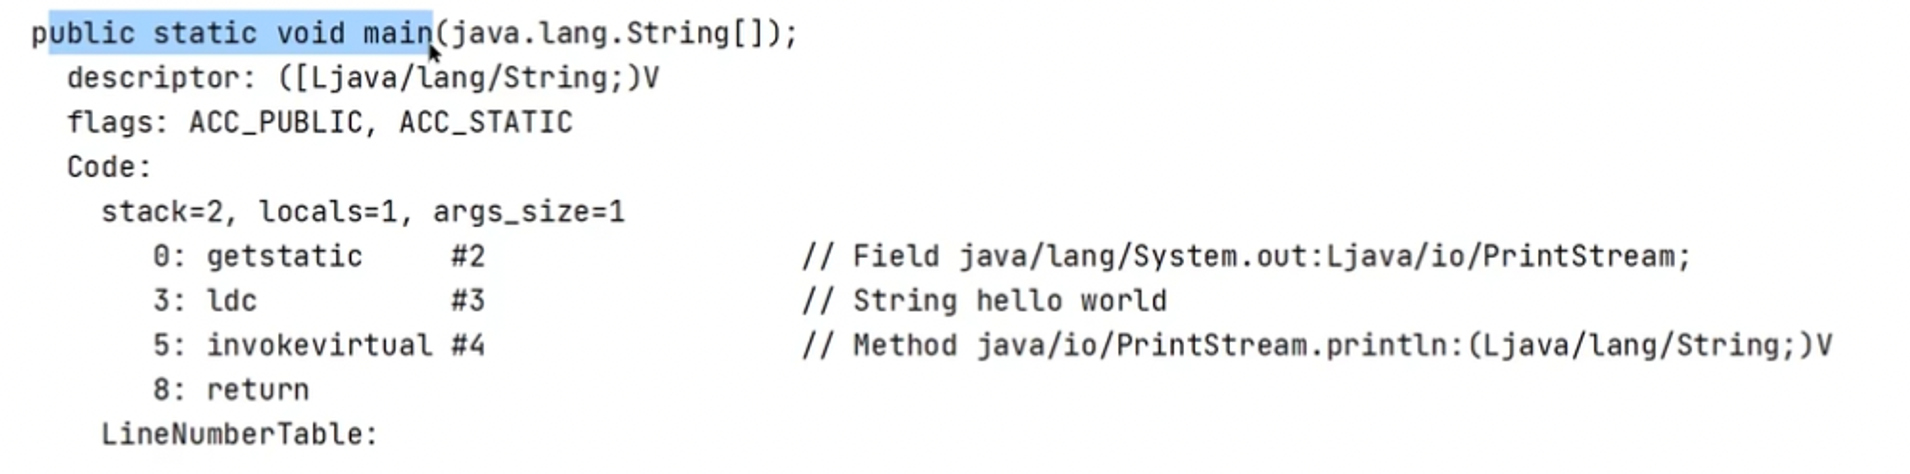 public static void main(java.lang.String[]);
descriptor: ([Ljava/lang/String;)V
flags: ACC_PUBLIC, ACC_STATIC
Code:
stack=2, locals=1, args_size=1
0: getstatic #2 // Field java/lang/System.out:Ljava/io/PrintStream;
3: ldc #3 // String hello world
5: invokevirtual #4 // Method java/io/PrintStream.println:(Ljava/lang/String;)V
8: return
LineNumberTable: